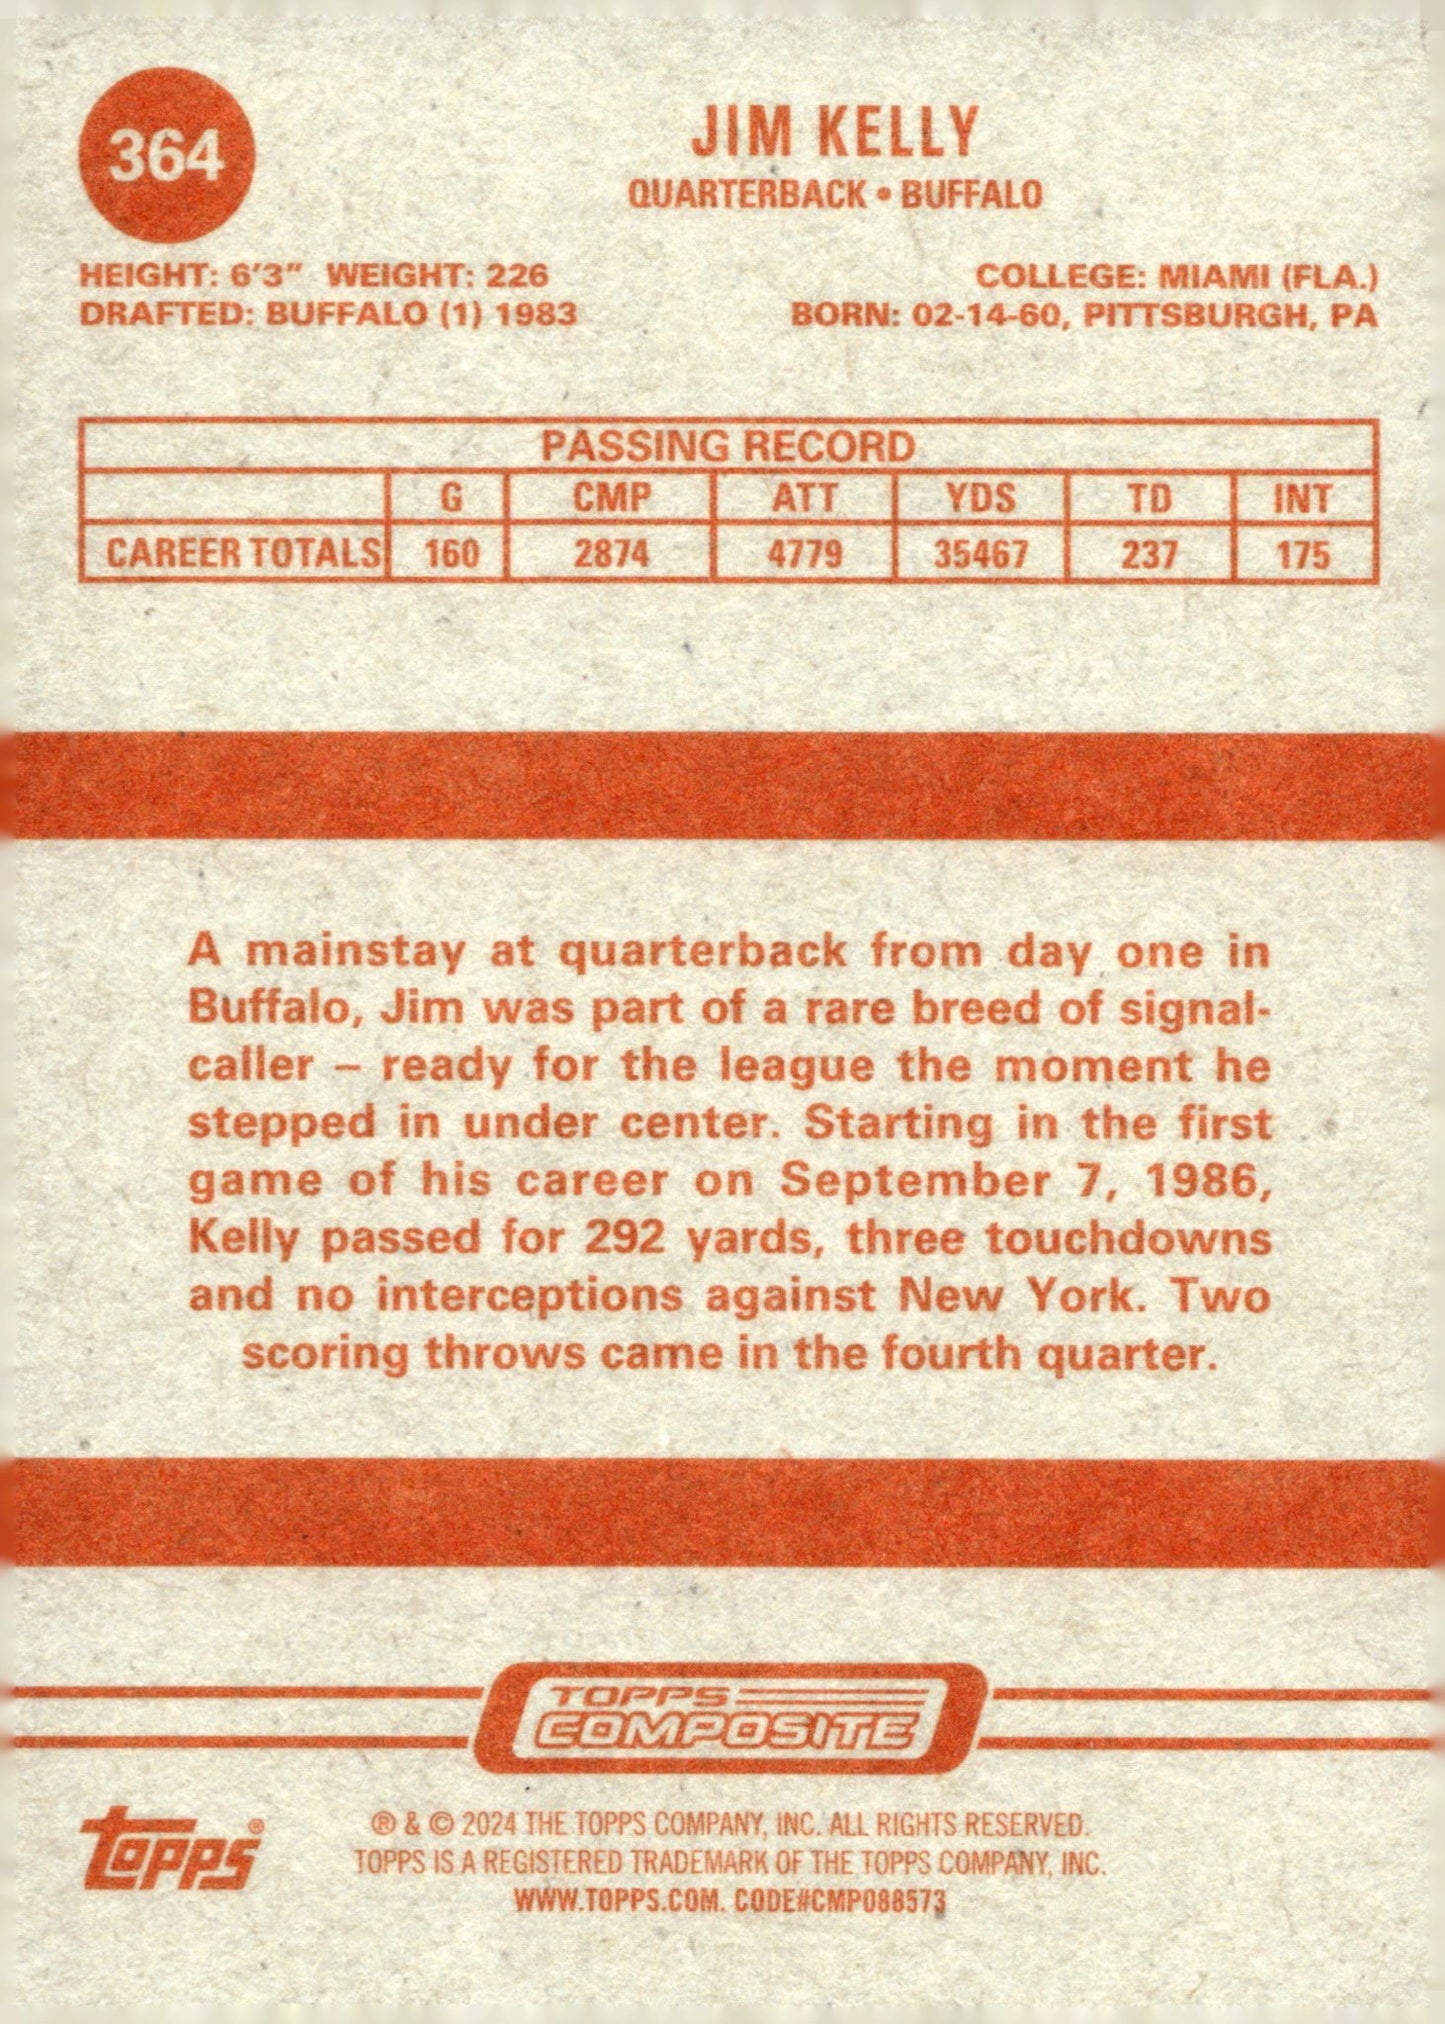 364
JIM KELLY
QUARTERBACK • BUFFALO
HEIGHT: 6'3" WEIGHT: 226
COLLEGE: MIAMI (FLA.)
DRAFTED: BUFFALO (1) 1983
BORN: 02-14-60, PITTSBURGH, PA
PASSING RECORD
G CMP ATT YDS TD INT
CAREER TOTALS 160 2874 4779 35467 237 175
A mainstay at quarterback from day one in
Buffalo, Jim was part of a rare breed of signal-
caller – ready for the league the moment he
stepped in under center. Starting in the first
game of his career on September 7, 1986,
Kelly passed for 292 yards, three touchdowns
and no interceptions against New York. Two
scoring throws came in the fourth quarter.
TOPPS
COMPOSITE
topps®
® & © 2024 THE TOPPS COMPANY, INC. ALL RIGHTS RESERVED.
TOPPS IS A REGISTERED TRADEMARK OF THE TOPPS COMPANY, INC.
WWW.TOPPS.COM. CODE#CMP088573